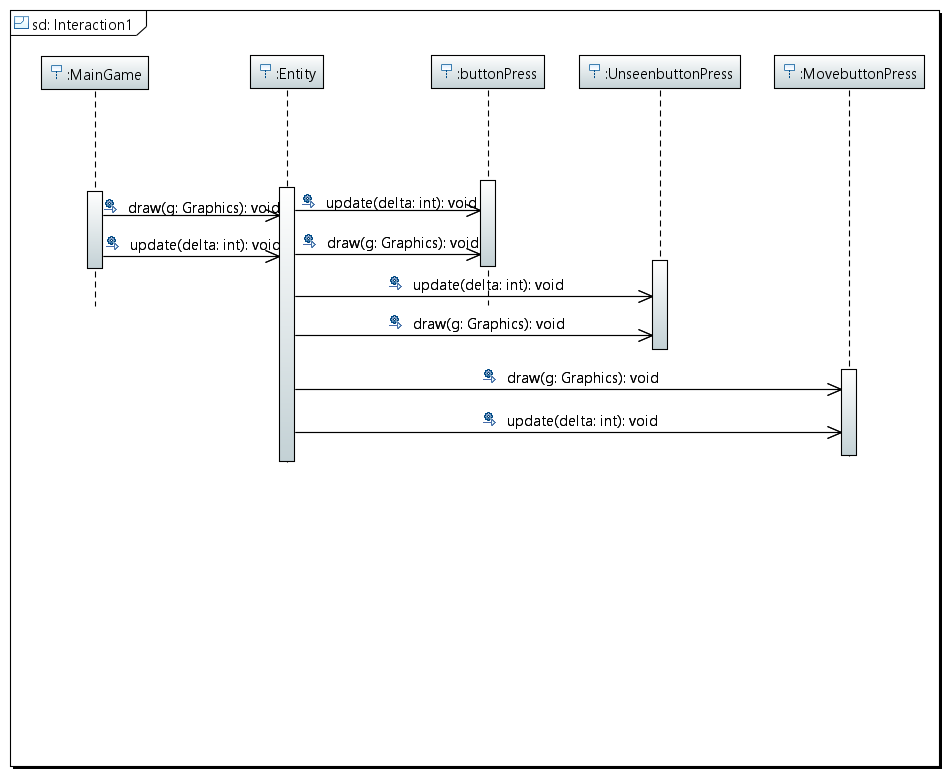 sd: Interaction1
:MainGame
:Entity
:buttonPress
:UnseenbuttonPress
:MovebuttonPress
draw(g: Graphics): void
update(delta: int): void
update(delta: int): void
draw(g: Graphics): void
update(delta: int): void
draw(g: Graphics): void
draw(g: Graphics): void
update(delta: int): void